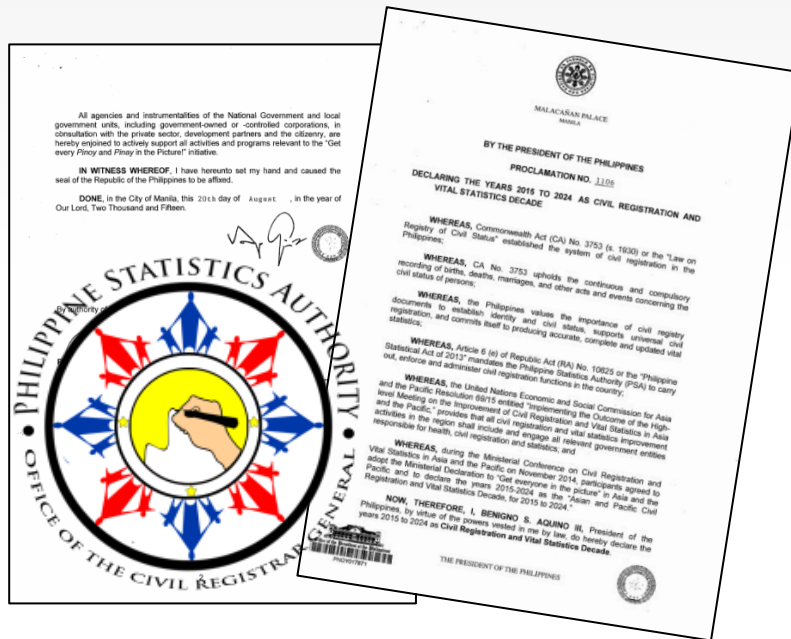 All agencies and instrumentalities of the National Government and local
government units, including government-owned or -controlled corporations, in
consultation with the private sector, development partners and the citizenry, are
hereby enjoined to actively support all activities and programs relevant to the "Get
every Pinoy and Pinay in the Picture!" initiative.
IN WITNESS WHEREOF, I have hereunto set my hand and caused the
seal of the Republic of the Philippines to be affixed.
DONE, in the City of Manila, this 20th day of August , in the year of
Our Lord, Two Thousand and Fifteen.
By authority of
PHILIPPINE STATISTICS AUTHORITY
OFFICE OF THE CIVIL REGISTRAR GENERAL
2
MALACAÑAN PALACE
MANILA
BY THE PRESIDENT OF THE PHILIPPINES
PROCLAMATION NO. 1106
DECLARING THE YEARS 2015 TO 2024 AS CIVIL REGISTRATION AND
VITAL STATISTICS DECADE
WHEREAS, Commonwealth Act (CA) No. 3753 (s. 1930) or the "Law on
Registry of Civil Status" established the system of civil registration in the
Philippines;
WHEREAS, CA No. 3753 upholds the continuous and compulsory
recording of births, deaths, marriages, and other acts and events concerning the
civil status of persons;
WHEREAS, the Philippines values the importance of civil registry
documents to establish identity and civil status, supports universal civil
registration, and commits itself to producing accurate, complete and updated vital
statistics;
WHEREAS, Article 6 (e) of Republic Act (RA) No. 10625 or the "Philippine
Statistical Act of 2013" mandates the Philippine Statistics Authority (PSA) to carry
out, enforce and administer civil registration functions in the country;
WHEREAS, the United Nations Economic and Social Commission for Asia
and the Pacific Resolution 69/15 entitled "Implementing the Outcome of the High-
level Meeting on the Improvement of Civil Registration and Vital Statistics in Asia
and the Pacific," provides that all civil registration and vital statistics improvement
activities in the region shall include and engage all relevant government entities
responsible for health, civil registration and statistics; and
WHEREAS, during the Ministerial Conference on Civil Registration and
Vital Statistics in Asia and the Pacific on November 2014, participants agreed to
adopt the Ministerial Declaration to "Get everyone in the picture" in Asia and the
Pacific and to declare the years 2015-2024 as the "Asian and Pacific Civil
Registration and Vital Statistics Decade, for 2015 to 2024."
NOW, THEREFORE, I, BENIGNO S. AQUINO III, President of the
Philippines, by virtue of the powers vested in me by law, do hereby declare the
years 2015 to 2024 as Civil Registration and Vital Statistics Decade.
PNOY017071
THE PRESIDENT OF THE PHILIPPINES